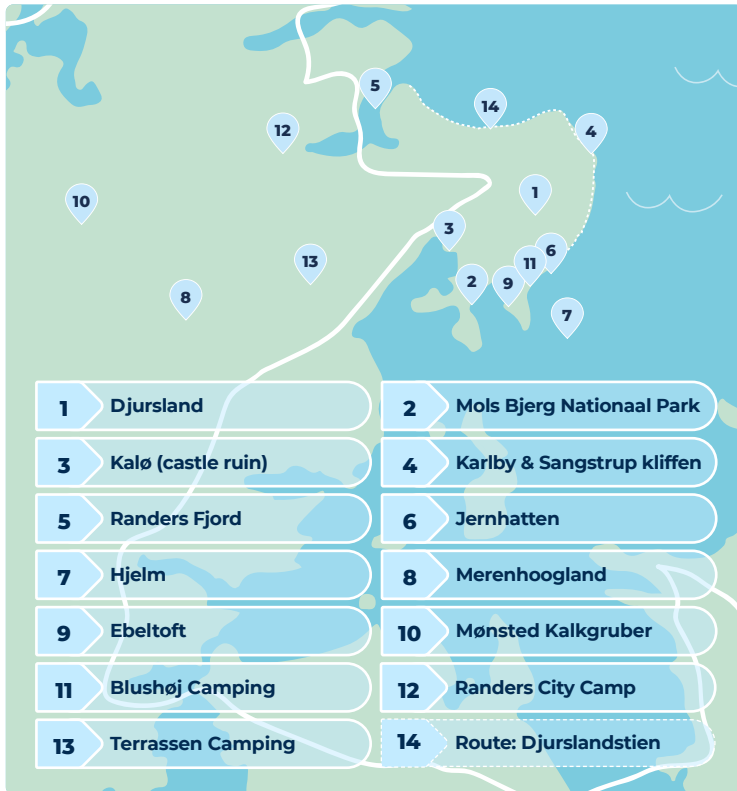 5
14
12
4
1
10
3
6
13
11
2
9
8
7
1 Djursland
2 Mols Bjerg Nationaal Park
3 Kalø (castle ruin)
4 Karlby & Sangstrup kliffen
5 Randers Fjord
6 Jernhatten
7 Hjelm
8 Merenhoogland
9 Ebeltoft
10 Mønsted Kalkgruber
11 Blushøj Camping
12 Randers City Camp
13 Terrassen Camping
14 Route: Djurslandstien